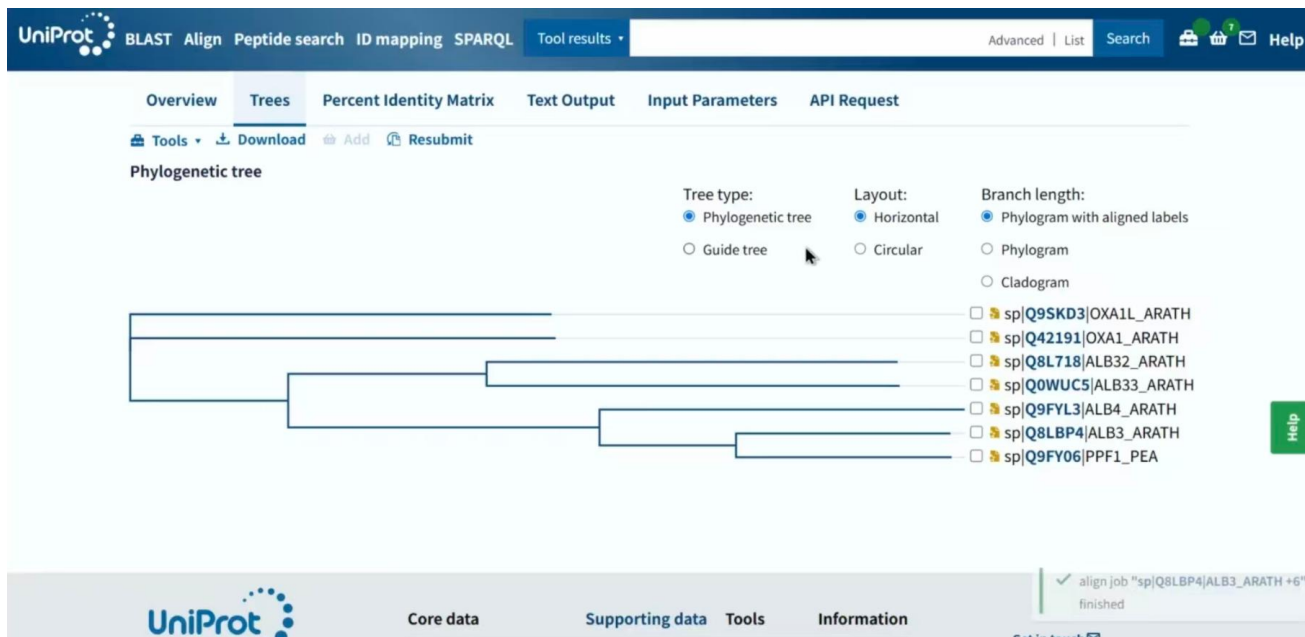 UniProt BLAST Align Peptide search ID mapping SPARQL Tool results Advanced | List Search 7 Help
Overview Trees Percent Identity Matrix Text Output Input Parameters API Request
Tools Download Add Resubmit
Phylogenetic tree
Tree type: Layout: Branch length:
Phylogenetic tree Horizontal Phylogram with aligned labels
Guide tree Circular Phylogram
Cladogram
sp|Q9SKD3|OXA1L_ARATH
sp|Q42191|OXA1_ARATH
sp|Q8L718|ALB32_ARATH
sp|Q0WUC5|ALB33_ARATH
sp|Q9FYL3|ALB4_ARATH
sp|Q8LBP4|ALB3_ARATH
sp|Q9FY06|PPF1_PEA
Help
align job "sp|Q8LBP4|ALB3_ARATH +6"
finished
UniProt Core data Supporting data Tools Information
Get in touch